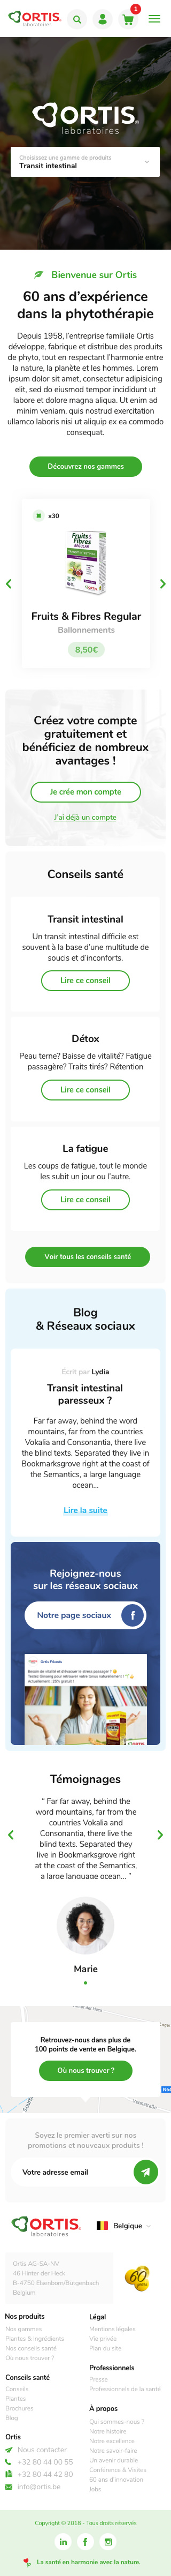 ORTIS
laboratoires
1
ORTIS
laboratoires
Choisissez une gamme de produits
Transit intestinal
Bienvenue sur Ortis
60 ans d’expérience
dans la phytothérapie
Depuis 1958, l’entreprise familiale Ortis
développe, fabrique et distribue des produits
de phyto, tout en respectant l’homme
et la nature, la planète et les hommes. Lorem
ipsum dolor sit amet, consectetur adipisicing
elit, sed do eiusmod tempor incididunt ut
labore et dolore magna aliqua. Ut enim ad
minim veniam, quis nostrud exercitation
ullamco laboris nisi ut aliquip ex ea commodo
consequat.
Découvrez nos gammes
x30
Fruits & Fibres Regular
Ballonnements
8,50€
Créez votre compte
gratuitement et
bénéficiez de nombreux
avantages !
Je crée mon compte
J'ai déjà un compte
Conseils santé
Transit intestinal
Un transit intestinal difficile est
souvent à la base d’une multitude de
soucis et d’inconforts.
Lire ce conseil
Détox
Peau terne? Baisse de vitalité? Fatigue
passagère? Traits tirés? Rétention
Lire ce conseil
La fatigue
Les coups de fatigue, tout le monde
les subit un jour ou l’autre.
Lire ce conseil
Voir tous les conseils santé
Blog
& Réseaux sociaux
Écrit par Lydia
Transit intestinal
paresseux ?
Far far away, behind the word
mountains, far from the countries
Vokalia and Consonantia, there live
the blind texts. Separated they live in
Bookmarksgrove right at the coast of
the Semantics, a large language
ocean...
Lire la suite
Rejoignez-nous
sur les réseaux sociaux
Notre page sociaux
Ortis Friends
Témoignages
“ Far far away, behind the
word mountains, far from the
countries Vokalia and
Consonantia, there live the
blind texts. Separated they
live in Bookmarksgrove right
at the coast of the Semantics,
a large language ocean... ”
Marie
Retrouvez-nous dans plus de
100 points de vente en Belgique.
Où nous trouver ?
Soyez le premier averti sur nos
promotions et nouveaux produits !
Votre adresse email
ORTIS
laboratoires
Belgique
Ortis AG-SA-NV
46 Hinter der Heck
B-4750 Elsenborn/Bütgenbach
Belgium
60
Nos produits
Nos gammes
Plantes & Ingrédients
Nos conseils santé
Où nous trouver ?
Conseils santé
Conseils
Plantes
Brochures
Blog
Ortis
Nous contacter
+32 80 44 00 55
+32 80 44 42 80
info@ortis.be
Légal
Mentions légales
Vie privée
Plan du site
Professionnels
Presse
Professionnels de la santé
À propos
Qui sommes-nous ?
Notre histoire
Notre excellence
Notre savoir-faire
Un avenir durable
Conférence & Visites
60 ans d'innovation
Jobs
Copyright © 2016 - Tous droits réservés
La santé en harmonie avec la nature.